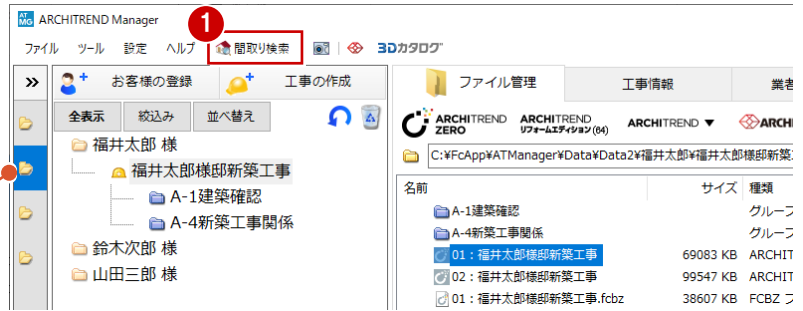 ARCHITREND Manager
1
ファイル ツール 設定 ヘルプ 間取り検索 3Dカタログ
» お客様の登録 工事の作成 ファイル管理 工事情報 業者
全表示 絞込み 並べ替え
ARCHITREND ZERO ARCHITREND リフォームエディション(64) ARCHITREND ▼ ARCHI
福井太郎 様
C:¥FcApp¥ATManager¥Data¥Data2¥福井太郎¥福井太郎様邸新築
福井太郎様邸新築工事
名前 サイズ 種類
A-1建築確認
A-1建築確認 グループ
A-4新築工事関係
A-4新築工事関係 グループ
鈴木次郎 様
01：福井太郎様邸新築工事 69083 KB ARCHIT
山田三郎 様
02：福井太郎様邸新築工事 99547 KB ARCHIT
01：福井太郎様邸新築工事.fcbz 38607 KB FCBZ フ